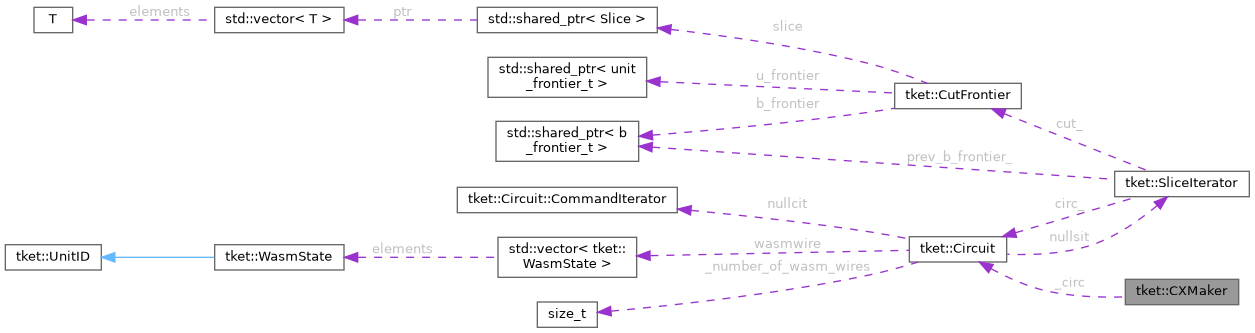 T
elements
std::vector< T >
ptr
std::shared_ptr< Slice >
slice
std::shared_ptr< unit
_frontier_t >
u_frontier
tket::CutFrontier
b_frontier
std::shared_ptr< b
_frontier_t >
cut_
prev_b_frontier_
tket::SliceIterator
tket::Circuit::CommandIterator
nullcit
circ_
nullsit
tket::UnitID
tket::WasmState
elements
std::vector< tket::
WasmState >
wasmwire
tket::Circuit
_number_of_wasm_wires
_circ
tket::CXMaker
size_t